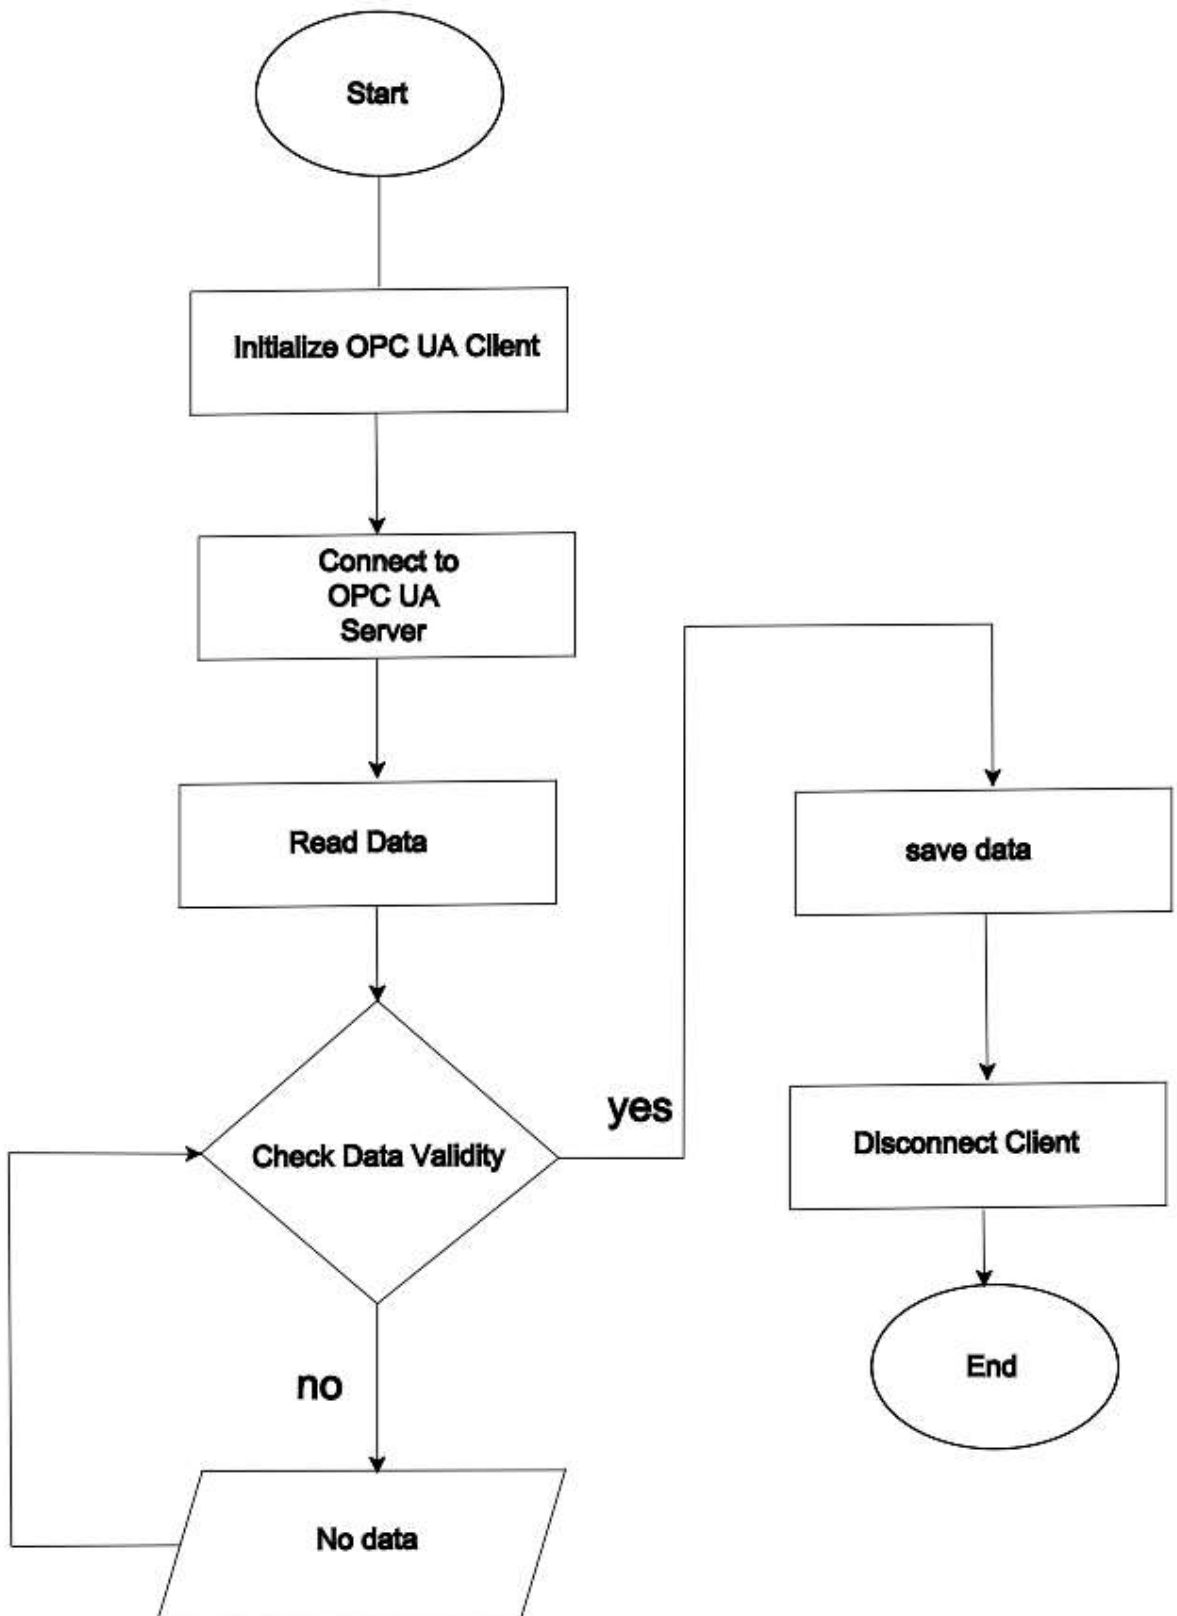 Start
Initialize OPC UA Client
Connect to
OPC UA
Server
Read Data
Check Data Validity
yes
no
No data
save data
Disconnect Client
End